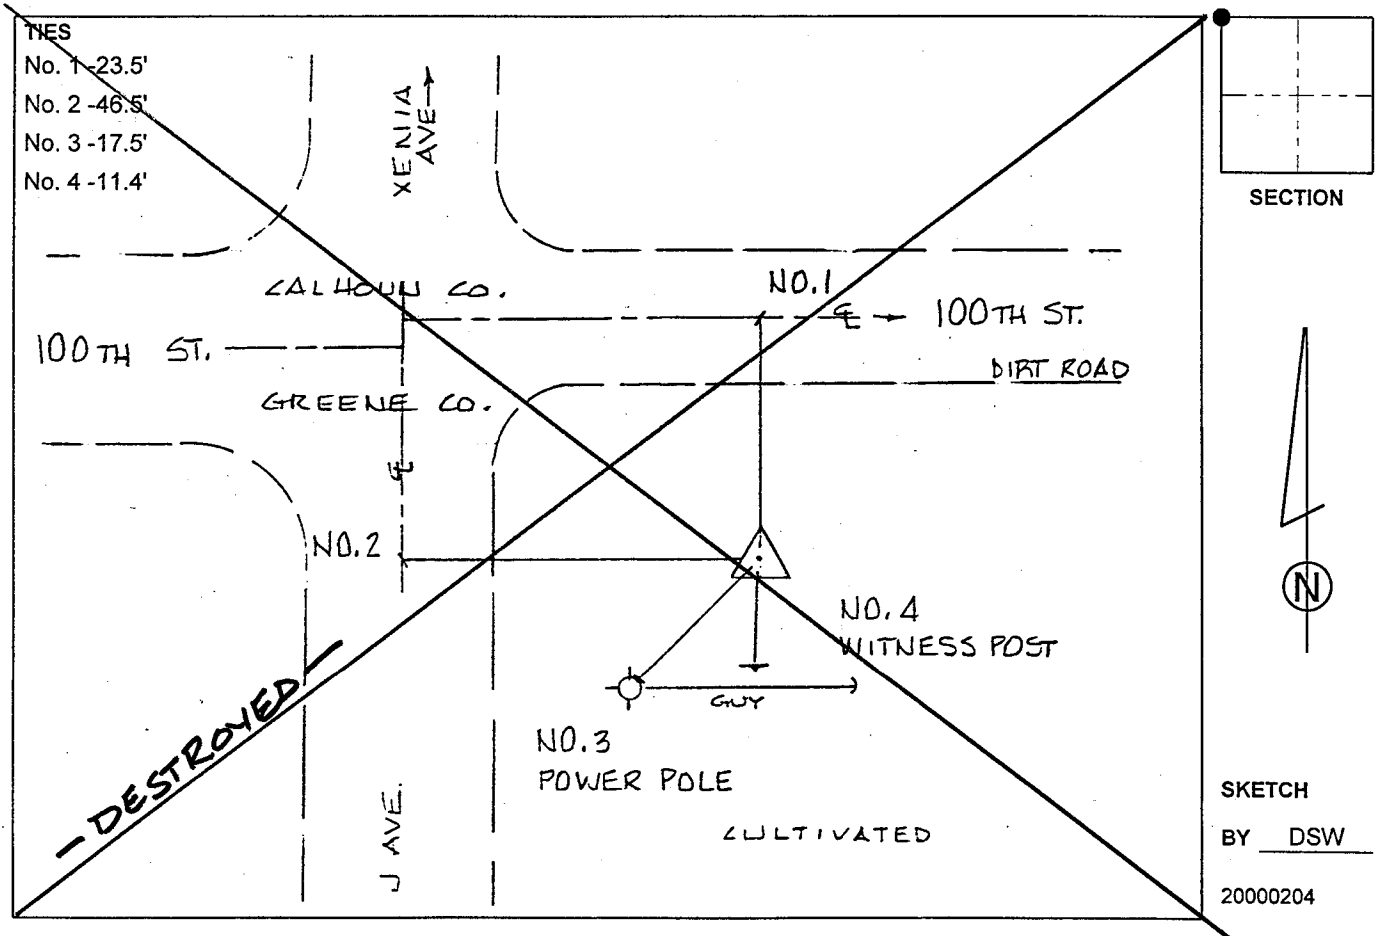 TIES
No. 1 -23.5'
No. 2 -46.5'
No. 3 -17.5'
No. 4 -11.4'
XENIA
AVE
SECTION
CALHOUN CO.
NO.1
℄
100TH ST.
100TH ST.
DIRT ROAD
GREENE CO.
℄
NO.2
N
NO.4
WITNESS POST
GUY
- DESTROYED -
NO.3
POWER POLE
J AVE.
CULTIVATED
SKETCH
BY DSW
20000204